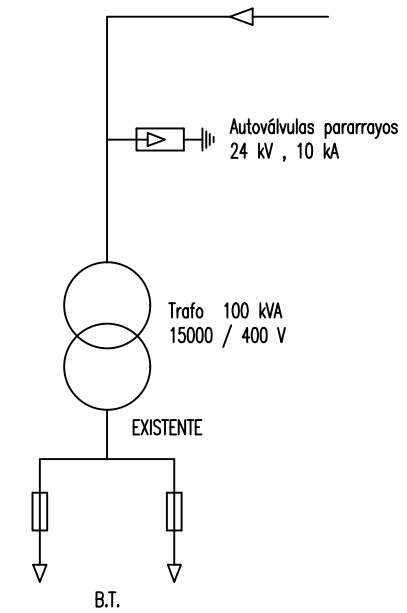 Autoválvulas pararrayos
24 kV , 10 kA
Trafo 100 kVA
15000 / 400 V
EXISTENTE
B.T.